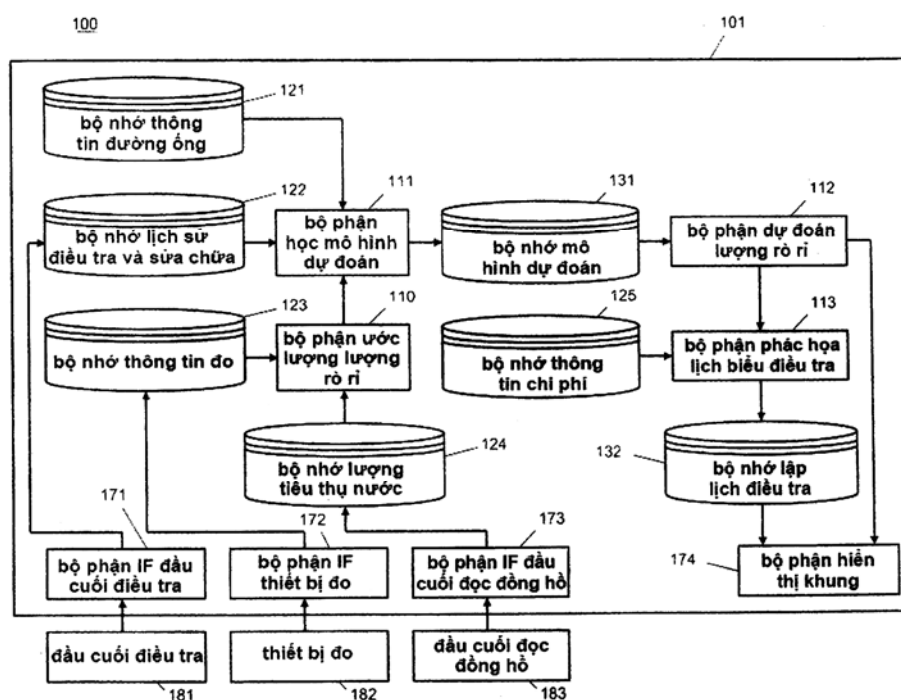 100
101
121
bộ nhớ thông
tin đường ống
122
111
131
112
bộ nhớ lịch sử
điều tra và sửa chữa
bộ phận
học mô hình
dự đoán
bộ nhớ mô
hình dự đoán
bộ phận dự đoán
lượng rò rỉ
123
110
125
113
bộ nhớ thông tin đo
bộ phận ước
lượng lượng
rò rỉ
bộ nhớ thông
tin chi phí
bộ phận phác họa
lịch biểu điều tra
124
132
bộ nhớ lượng
tiêu thụ nước
bộ nhớ lập
lịch điều tra
171
172
173
174
bộ phận IF đầu
cuối điều tra
bộ phận IF
thiết bị đo
bộ phận IF đầu
cuối đọc đồng hồ
bộ phận hiển
thị khung
đầu cuối điều tra
thiết bị đo
đầu cuối đọc
đồng hồ
181
182
183